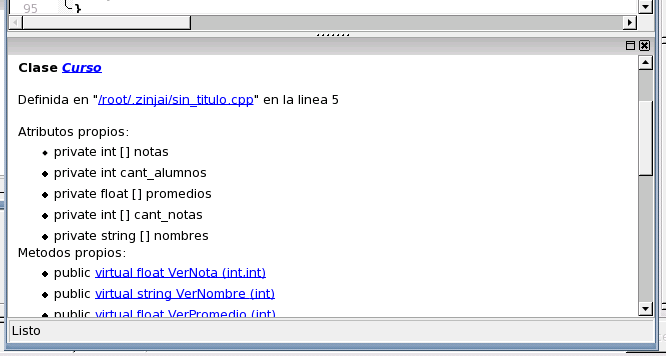 95
}
Clase Curso
Definida en "/root/.zinjai/sin_titulo.cpp" en la linea 5
Atributos propios:
private int [] notas
private int cant_alumnos
private float [] promedios
private int [] cant_notas
private string [] nombres
Metodos propios:
public virtual float VerNota (int.int)
public virtual string VerNombre (int)
public virtual float VerPromedio (int)
Listo